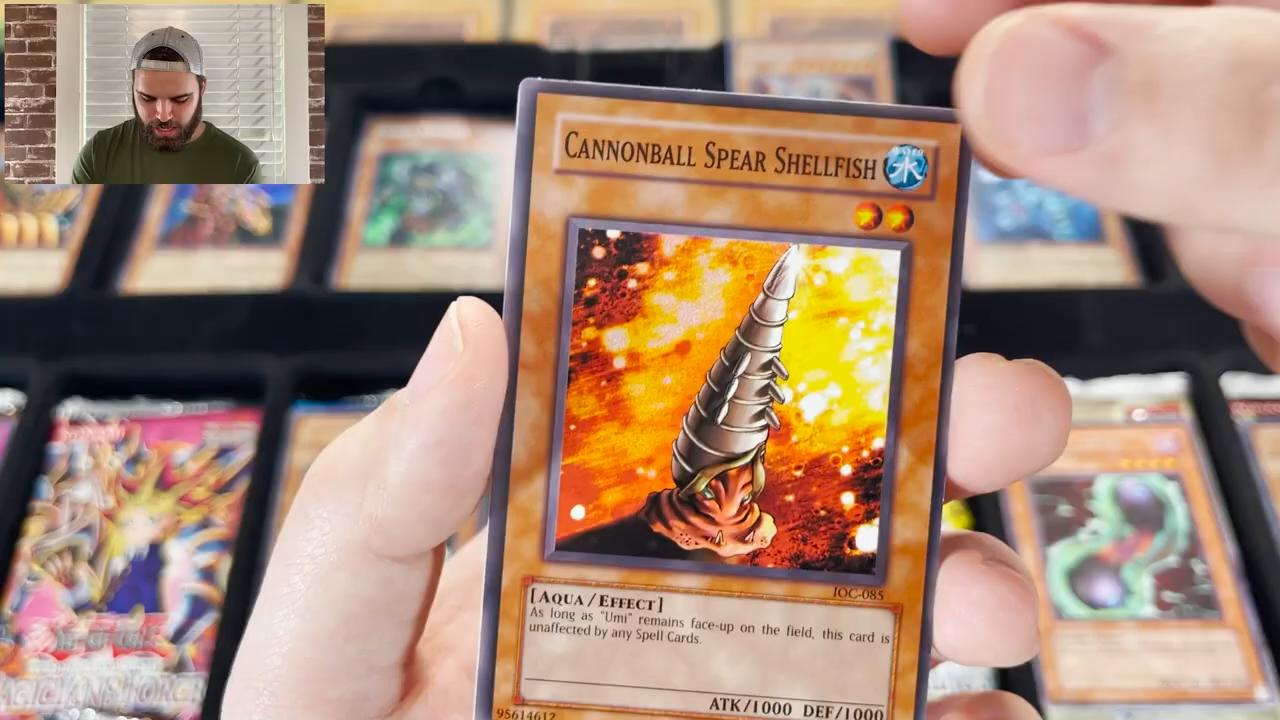 CANNONBALL SPEAR SHELLFISH
WATER
水
IOC-085
[AQUA/EFFECT]
As long as "Umi" remains face-up on the field, this card is
unaffected by any Spell Cards.
ATK/1000 DEF/1000
95614612